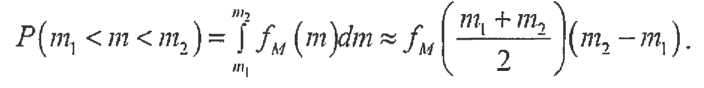 P(m₁ < m < m₂) = ∫_{m₁}^{m₂} f_M (m)dm ≈ f_M ((m₁ + m₂)/2)(m₂ − m₁).